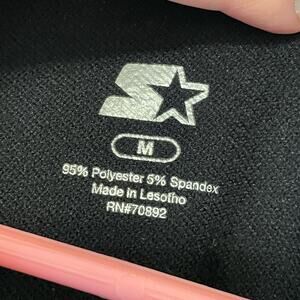 M
95% Polyester 5% Spandex
Made in Lesotho
RN#70892